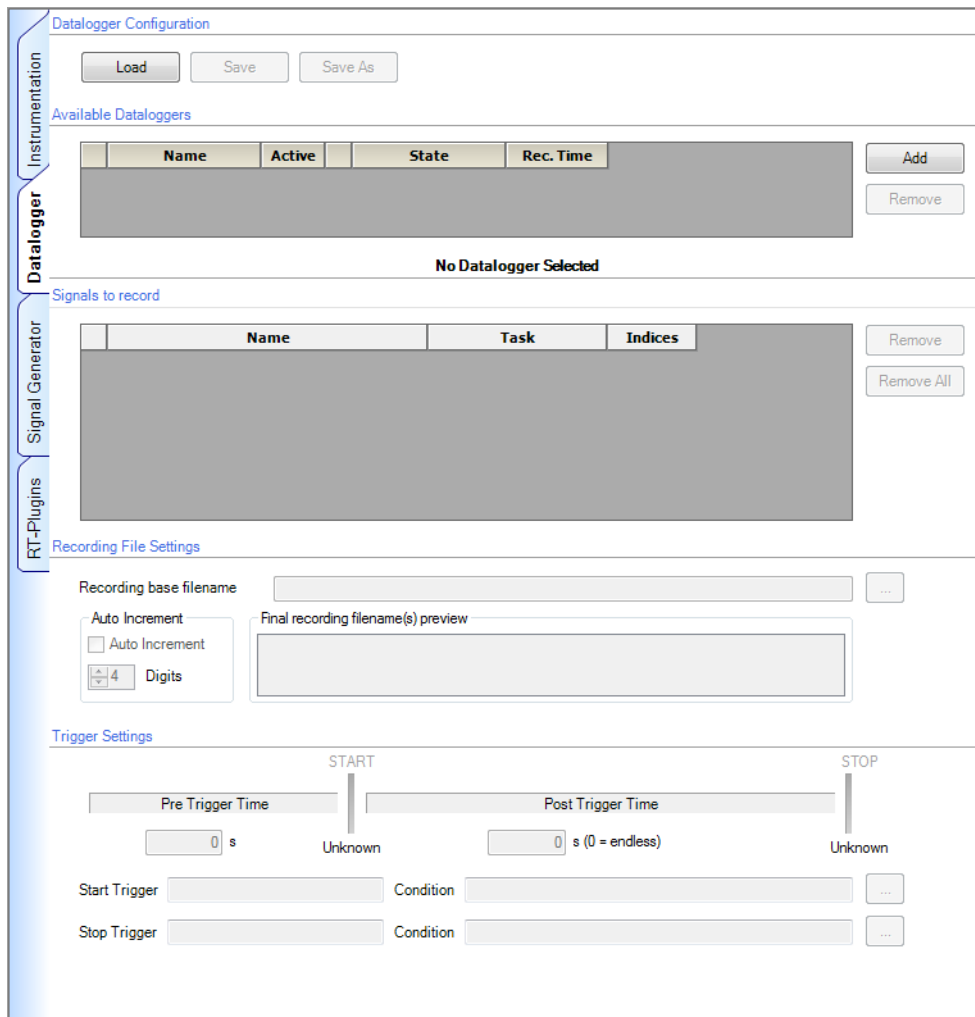 Datalogger Configuration
Load Save Save As
Instrumentation
Available Dataloggers
Name Active State Rec. Time
Add
Remove
Datalogger
No Datalogger Selected
Signals to record
Name Task Indices
Remove
Remove All
Signal Generator
RT-Plugins
Recording File Settings
Recording base filename ...
Auto Increment
Auto Increment
4 Digits
Final recording filename(s) preview
Trigger Settings
START STOP
Pre Trigger Time Post Trigger Time
0 s 0 s (0 = endless)
Unknown Unknown
Start Trigger Condition ...
Stop Trigger Condition ...